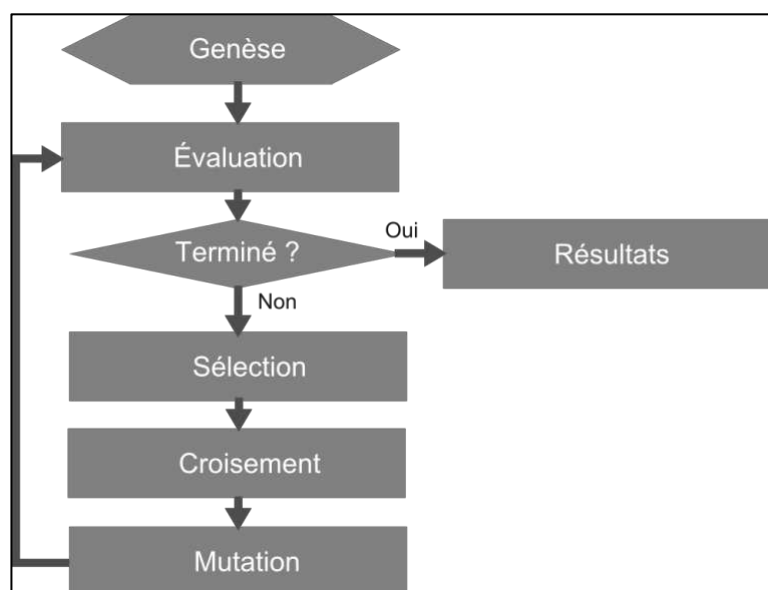 Genèse
Évaluation
Terminé ?
Oui
Résultats
Non
Sélection
Croisement
Mutation